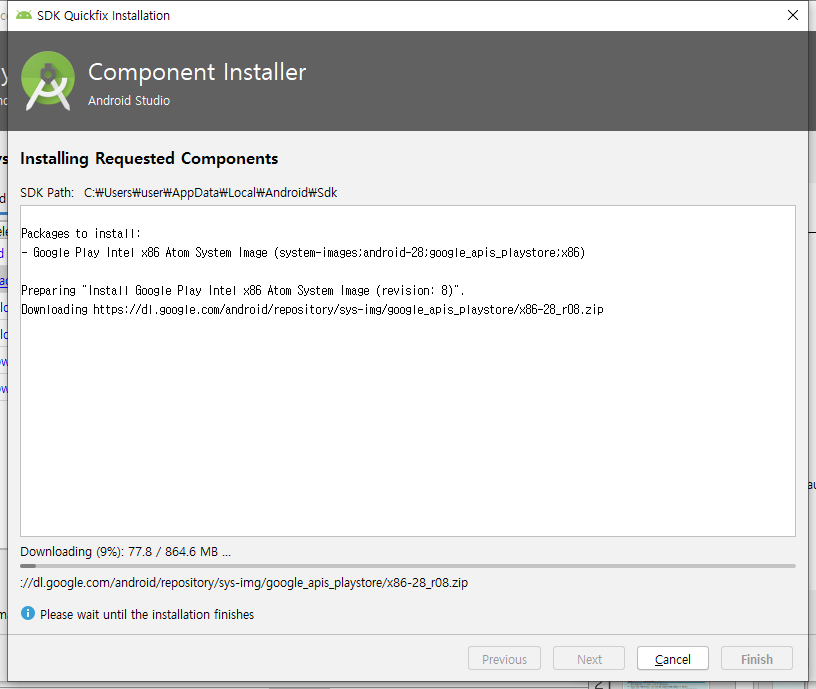 SDK Quickfix Installation
Component Installer
Android Studio
Installing Requested Components
SDK Path: C:₩Users₩user₩AppData₩Local₩Android₩Sdk
Packages to install:
- Google Play Intel x86 Atom System Image (system-images;android-28;google_apis_playstore;x86)
Preparing "Install Google Play Intel x86 Atom System Image (revision: 8)".
Downloading https://dl.google.com/android/repository/sys-img/google_apis_playstore/x86-28_r08.zip
Downloading (9%): 77.8 / 864.6 MB ...
://dl.google.com/android/repository/sys-img/google_apis_playstore/x86-28_r08.zip
Please wait until the installation finishes
Previous Next Cancel Finish